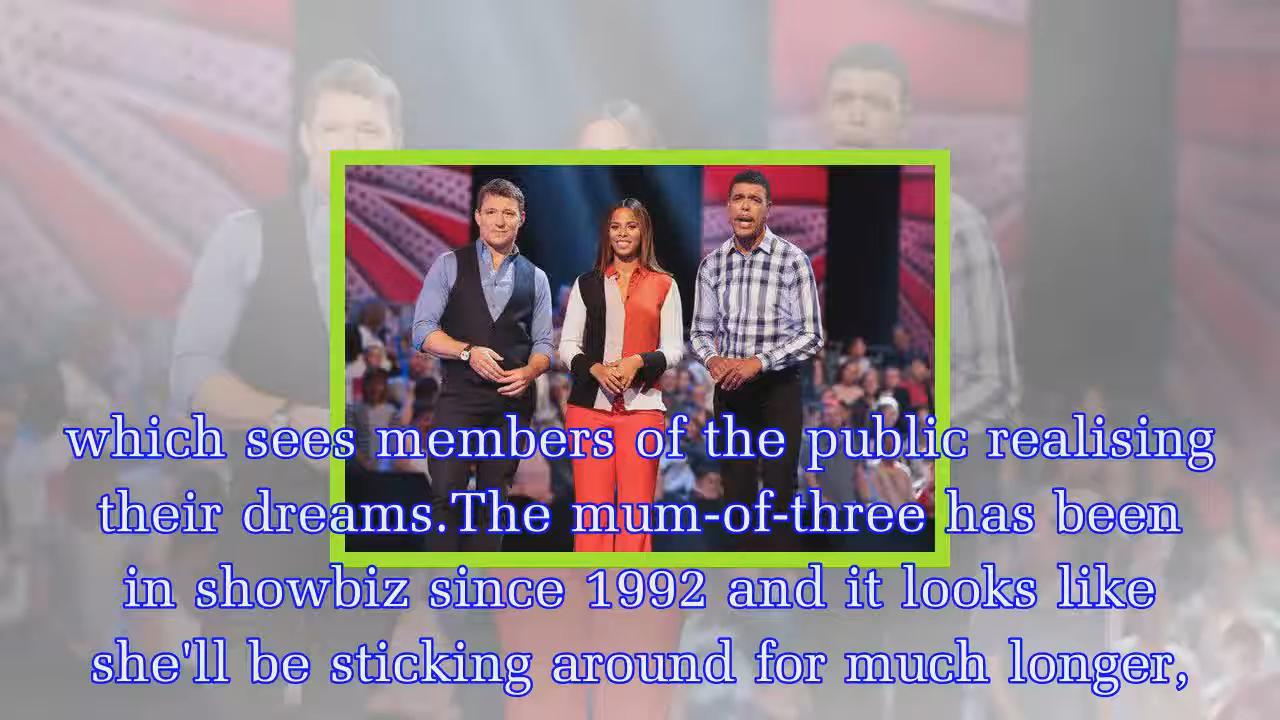 which sees members of the public realising
their dreams.The mum-of-three has been
in showbiz since 1992 and it looks like
she'll be sticking around for much longer,